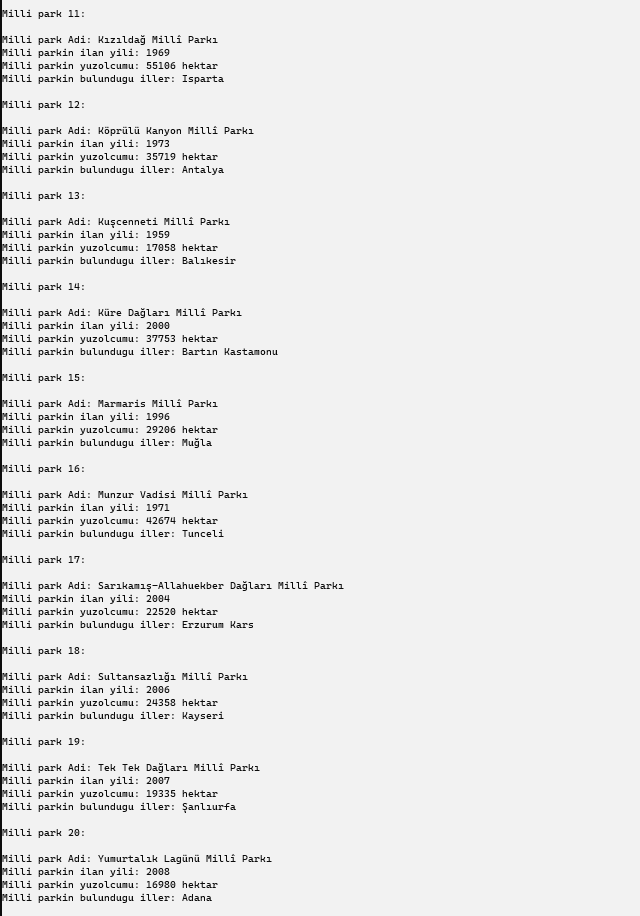 Milli park 11:
Milli park Adi: Kızıldağ Millî Parkı
Milli parkin ilan yili: 1969
Milli parkin yuzolcumu: 55106 hektar
Milli parkin bulundugu iller: Isparta
Milli park 12:
Milli park Adi: Köprülü Kanyon Millî Parkı
Milli parkin ilan yili: 1973
Milli parkin yuzolcumu: 35719 hektar
Milli parkin bulundugu iller: Antalya
Milli park 13:
Milli park Adi: Kuşcenneti Millî Parkı
Milli parkin ilan yili: 1959
Milli parkin yuzolcumu: 17058 hektar
Milli parkin bulundugu iller: Balıkesir
Milli park 14:
Milli park Adi: Küre Dağları Millî Parkı
Milli parkin ilan yili: 2000
Milli parkin yuzolcumu: 37753 hektar
Milli parkin bulundugu iller: Bartın Kastamonu
Milli park 15:
Milli park Adi: Marmaris Millî Parkı
Milli parkin ilan yili: 1996
Milli parkin yuzolcumu: 29206 hektar
Milli parkin bulundugu iller: Muğla
Milli park 16:
Milli park Adi: Munzur Vadisi Millî Parkı
Milli parkin ilan yili: 1971
Milli parkin yuzolcumu: 42674 hektar
Milli parkin bulundugu iller: Tunceli
Milli park 17:
Milli park Adi: Sarıkamış-Allahuekber Dağları Millî Parkı
Milli parkin ilan yili: 2004
Milli parkin yuzolcumu: 22520 hektar
Milli parkin bulundugu iller: Erzurum Kars
Milli park 18:
Milli park Adi: Sultansazlığı Millî Parkı
Milli parkin ilan yili: 2006
Milli parkin yuzolcumu: 24358 hektar
Milli parkin bulundugu iller: Kayseri
Milli park 19:
Milli park Adi: Tek Tek Dağları Millî Parkı
Milli parkin ilan yili: 2007
Milli parkin yuzolcumu: 19335 hektar
Milli parkin bulundugu iller: Şanlıurfa
Milli park 20:
Milli park Adi: Yumurtalık Lagünü Millî Parkı
Milli parkin ilan yili: 2008
Milli parkin yuzolcumu: 16980 hektar
Milli parkin bulundugu iller: Adana